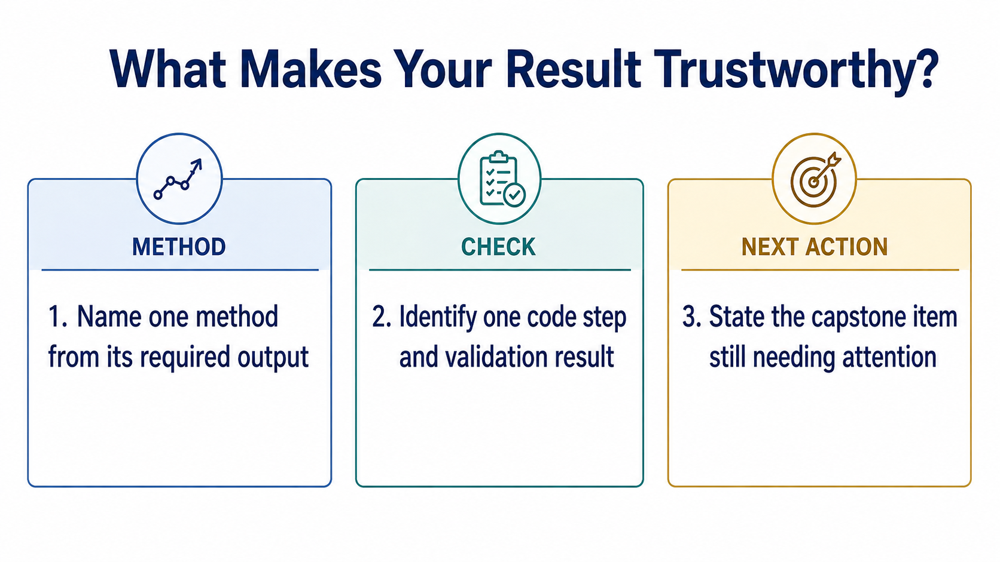 What Makes Your Result Trustworthy?
METHOD
1. Name one method
from its required output
CHECK
2. Identify one code step
and validation result
NEXT ACTION
3. State the capstone item
still needing attention